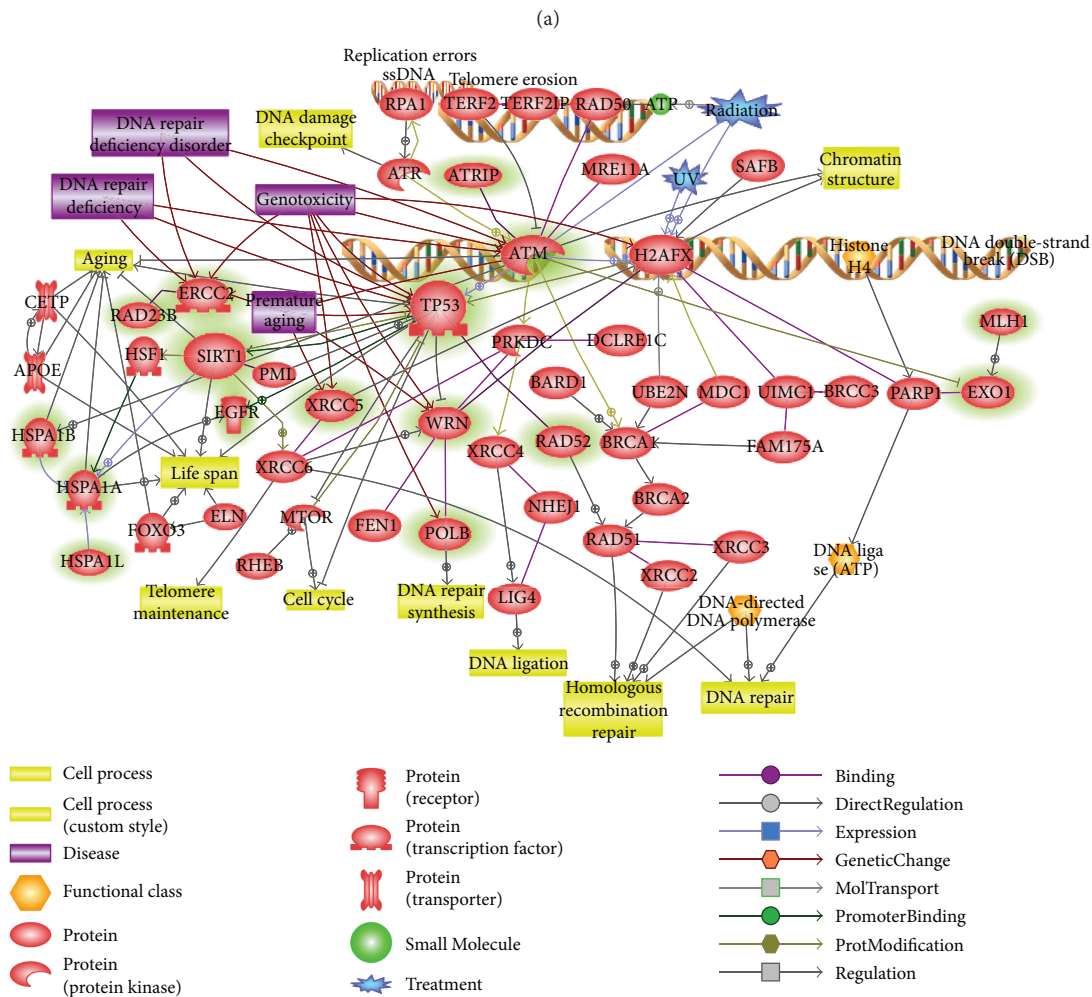 (a)
Replication errors
ssDNA
Telomere erosion
RPA1
TERF2
TERF2IP
RAD50
ATP
Radiation
DNA repair
deficiency disorder
DNA damage
checkpoint
ATR
ATRIP
MRE11A
UV
SAFB
Chromatin
structure
DNA repair
deficiency
Genotoxicity
Aging
ATM
H2AFX
Histone
H4
DNA double-strand
break (DSB)
CETP
RAD23B
ERCC2
Premature
aging
TP53
MLH1
HSF1
SIRT1
PRKDC
DCLRE1C
APOE
PML
BARD1
UBE2N
MDC1
UIMC1
BRCC3
PARP1
EXO1
EGFR
XRCC5
HSPA1B
WRN
XRCC4
RAD52
BRCA1
FAM175A
Life span
XRCC6
HSPA1A
BRCA2
NHEJ1
FOXO3
ELN
MTOR
FEN1
POLB
RAD51
XRCC3
HSPA1L
RHEB
XRCC2
DNA liga
se (ATP)
Telomere
maintenance
Cell cycle
DNA repair
synthesis
LIG4
DNA-directed
DNA polymerase
DNA ligation
Homologous
recombination
repair
DNA repair
Cell process
Cell process
(custom style)
Disease
Functional class
Protein
Protein
(protein kinase)
Protein
(receptor)
Protein
(transcription factor)
Protein
(transporter)
Small Molecule
Treatment
Binding
DirectRegulation
Expression
GeneticChange
MolTransport
PromoterBinding
ProtModification
Regulation